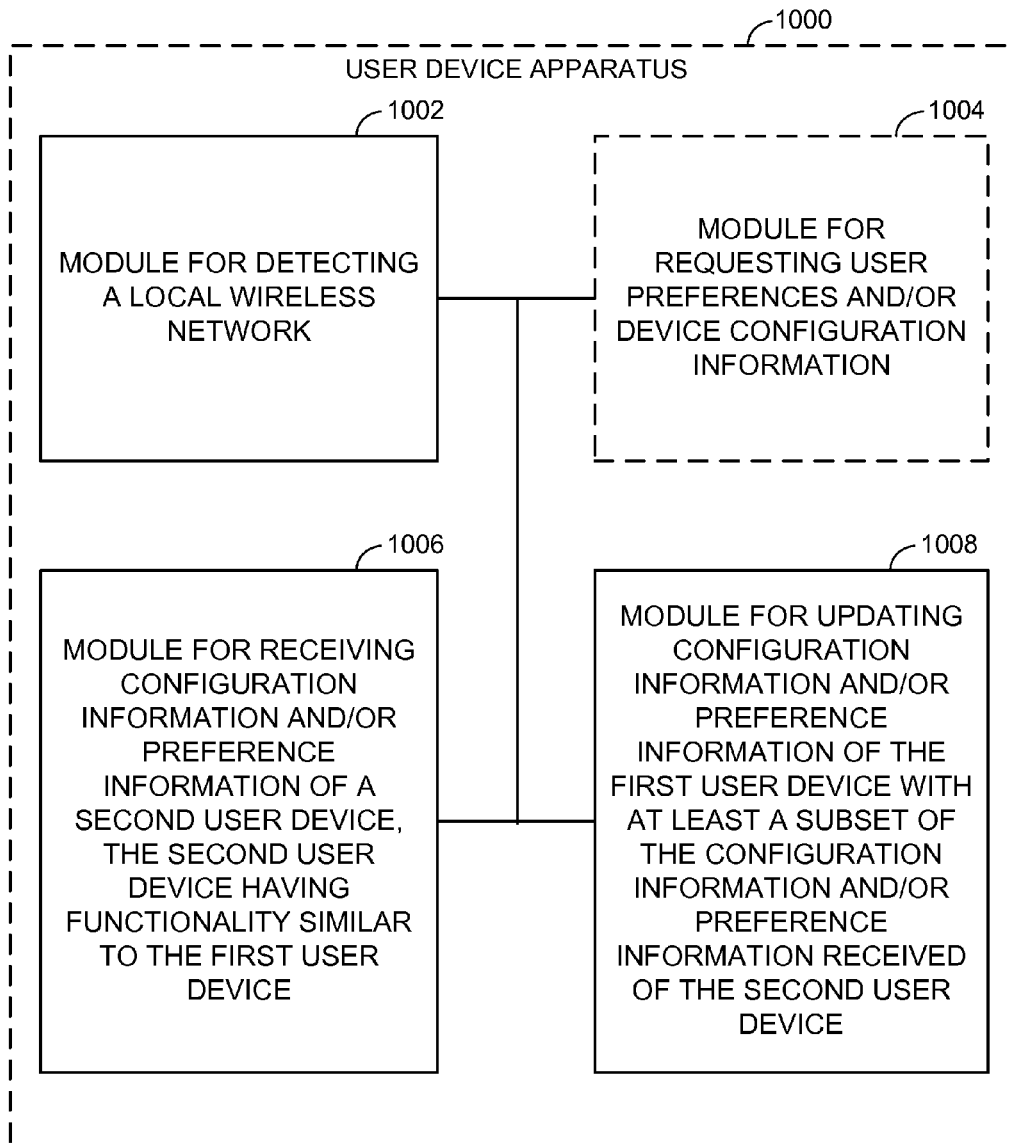 1000
USER DEVICE APPARATUS
1002
MODULE FOR DETECTING
A LOCAL WIRELESS
NETWORK
1004
MODULE FOR
REQUESTING USER
PREFERENCES AND/OR
DEVICE CONFIGURATION
INFORMATION
1006
MODULE FOR RECEIVING
CONFIGURATION
INFORMATION AND/OR
PREFERENCE
INFORMATION OF A
SECOND USER DEVICE,
THE SECOND USER
DEVICE HAVING
FUNCTIONALITY SIMILAR
TO THE FIRST USER
DEVICE
1008
MODULE FOR UPDATING
CONFIGURATION
INFORMATION AND/OR
PREFERENCE
INFORMATION OF THE
FIRST USER DEVICE WITH
AT LEAST A SUBSET OF
THE CONFIGURATION
INFORMATION AND/OR
PREFERENCE
INFORMATION RECEIVED
OF THE SECOND USER
DEVICE